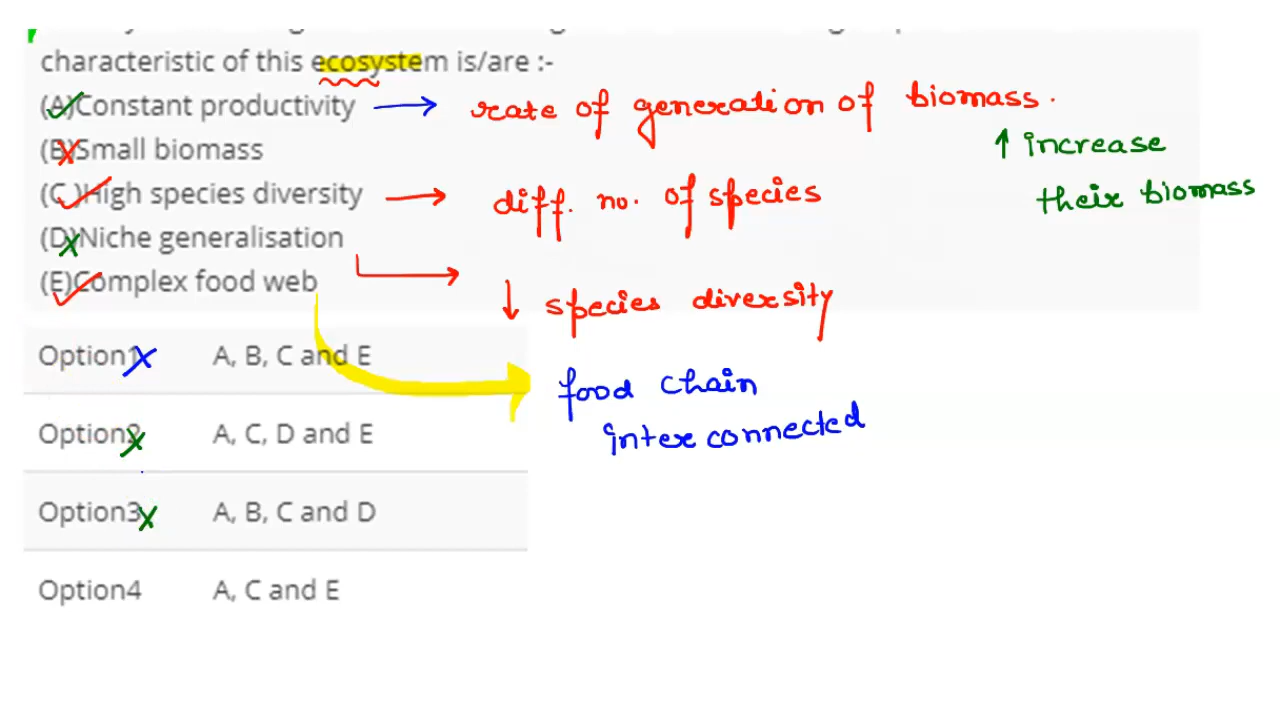 characteristic of this ecosystem is/are :-
(A) Constant productivity → rate of generation of biomass.
↑ increase
(B) Small biomass
their biomass
(C) High species diversity → diff. no. of species
(D) Niche generalisation
↓ species diversity
(E) Complex food web
Option1 A, B, C and E
food chain
inter connected
Option2 A, C, D and E
Option3 A, B, C and D
Option4 A, C and E